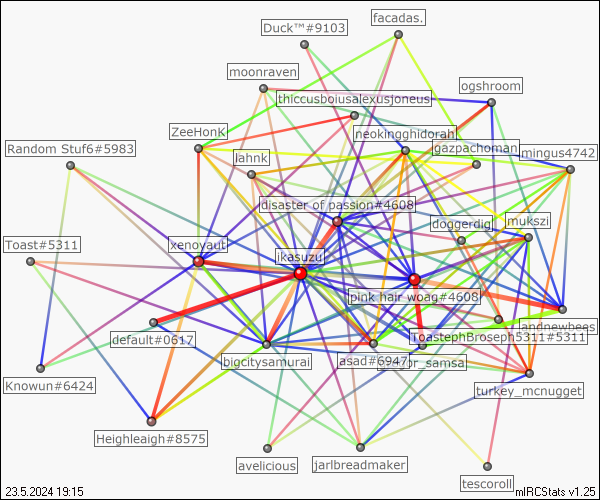 facadas.
Duck™#9103
moonraven
ogshroom
thiccusboiusalexusjoneus
ZeeHonK
neokingghidorah
Random Stuf6#5983
gazpachoman
mingus4742
lahnk
disaster of passion#4608
doggerdig
mukszi
Toast#5311
xenoyaut
ikasuzu
pink hair woag#4608
landnewbees
default#0617
ToastephBroseph5311#5311
bigcitysamurai
asad#6947
or_samsa
Knowun#6424
turkey_mcnugget
Heighleaigh#8575
avelicious
jarlbreadmaker
tescoroll
23.5.2024 19:15
mIRCStats v1.25